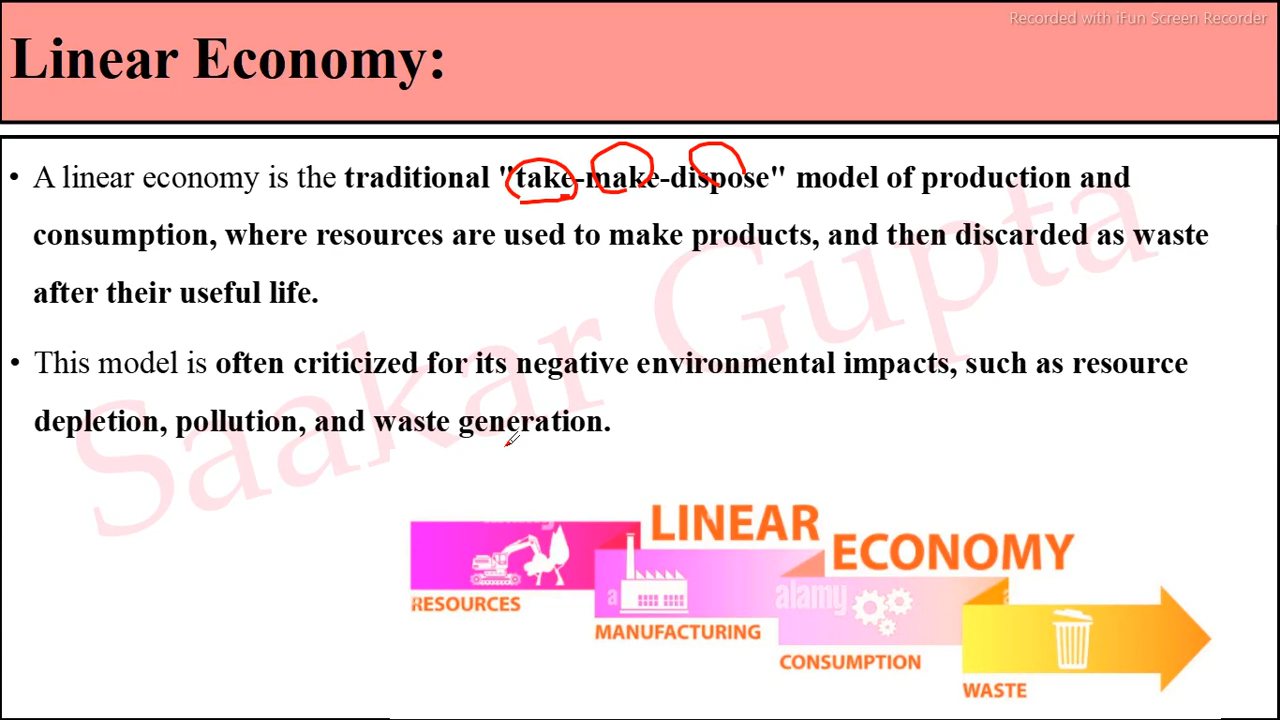 Recorded with iFun Screen Recorder
Linear Economy:
• A linear economy is the traditional "take-make-dispose" model of production and
consumption, where resources are used to make products, and then discarded as waste
after their useful life.
• This model is often criticized for its negative environmental impacts, such as resource
depletion, pollution, and waste generation.
Saakar Gupta
LINEAR
ECONOMY
alamy
RESOURCES
a
MANUFACTURING
alamy
CONSUMPTION
a
WASTE